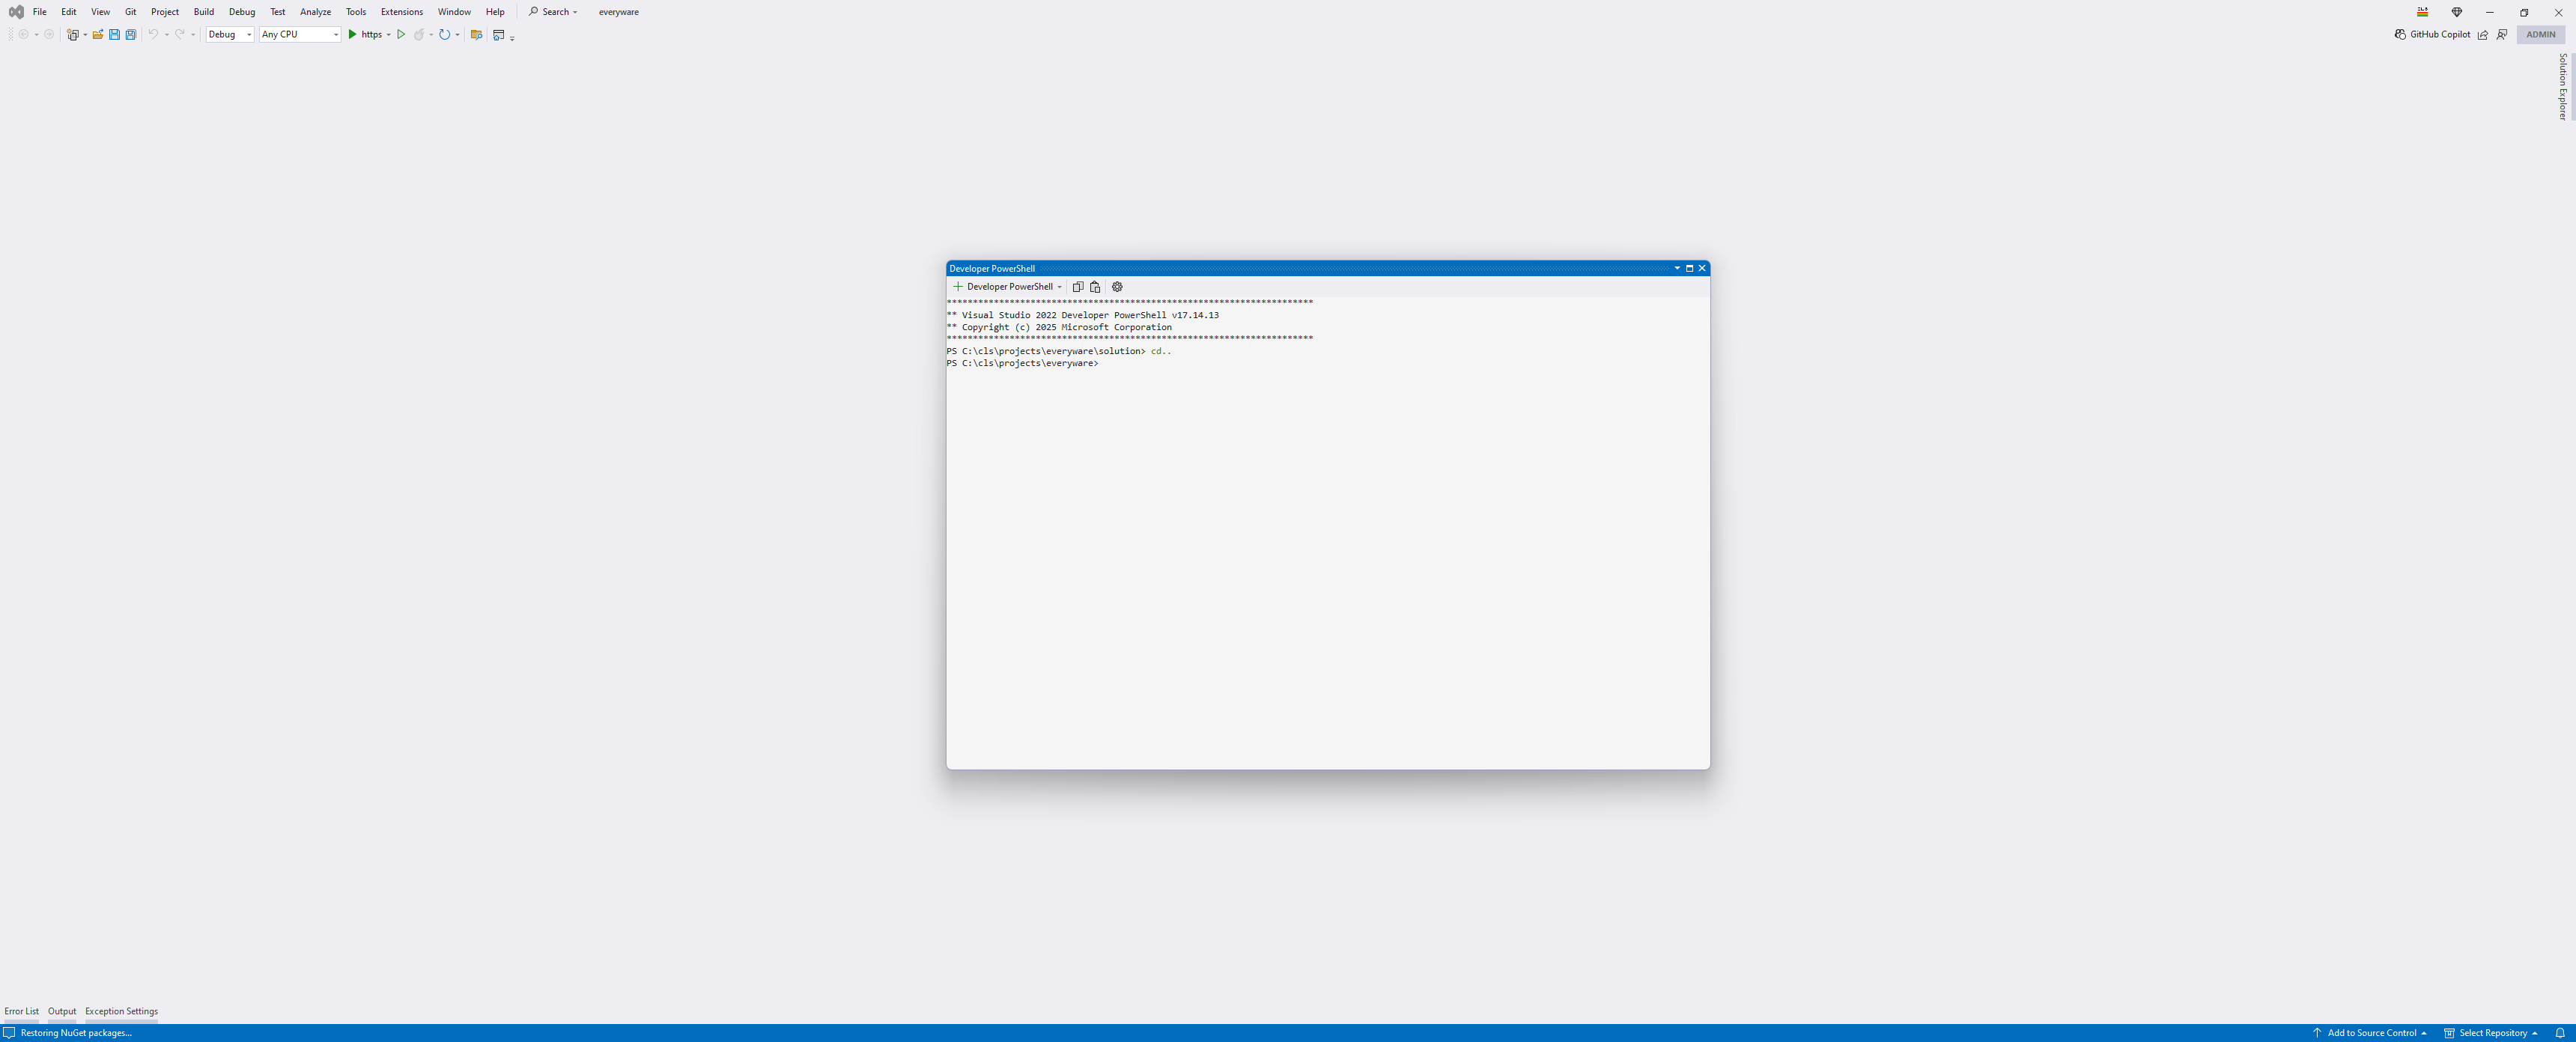 File Edit View Git Project Build Debug Test Analyze Tools Extensions Window Help Search everyware
Debug Any CPU https GitHub Copilot ADMIN
Solution Explorer
Developer PowerShell
Developer PowerShell
**********************************************************************
** Visual Studio 2022 Developer PowerShell v17.14.13
** Copyright (c) 2025 Microsoft Corporation
**********************************************************************
PS C:\cls\projects\everyware\solution> cd..
PS C:\cls\projects\everyware>
Error List Output Exception Settings
Restoring NuGet packages... Add to Source Control Select Repository